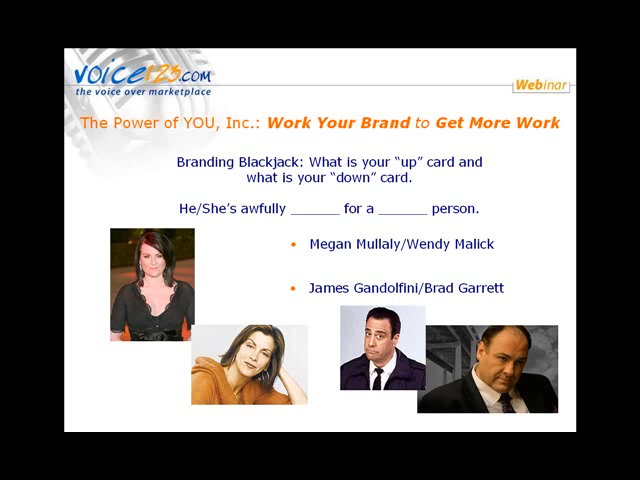 voice123.com
the voice over marketplace
Webinar
The Power of YOU, Inc.: Work Your Brand to Get More Work
Branding Blackjack: What is your “up” card and
what is your “down” card.
He/She’s awfully _______ for a _______ person.
• Megan Mullaly/Wendy Malick
• James Gandolfini/Brad Garrett